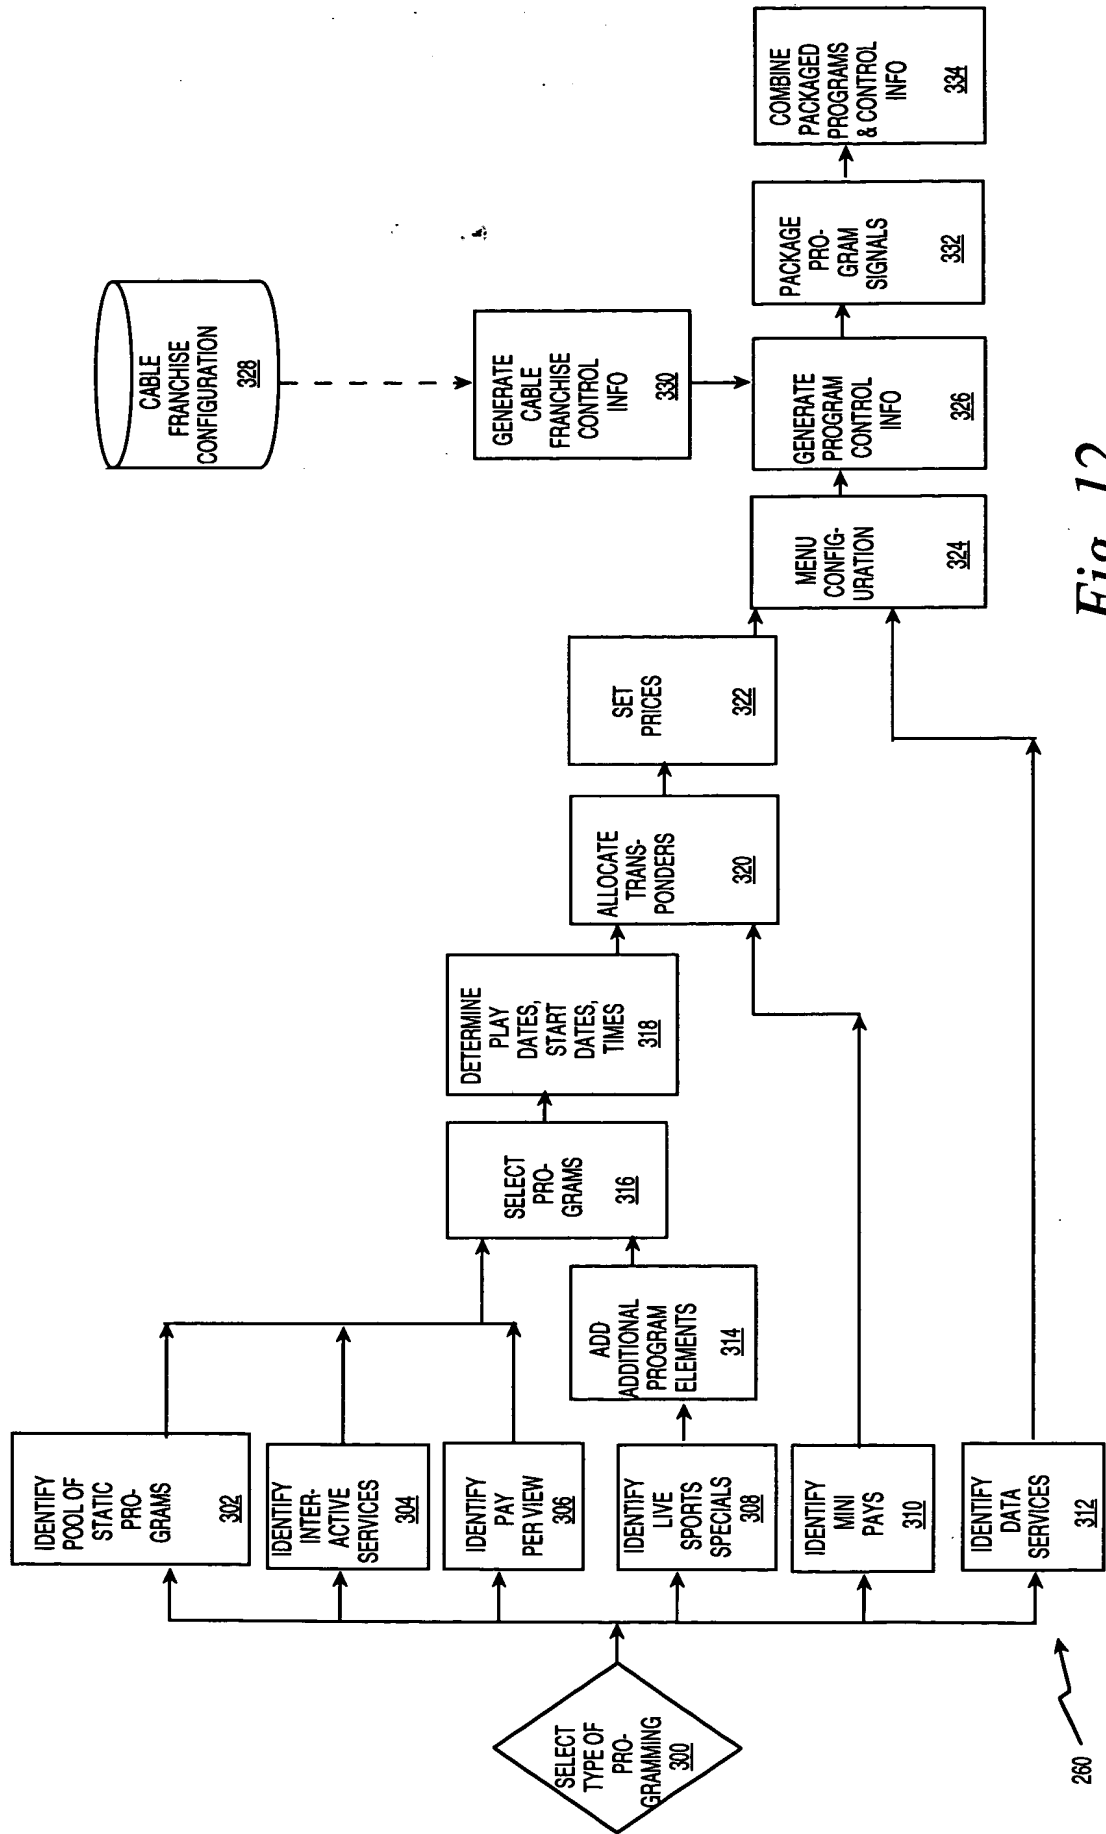 SELECT
TYPE OF
PRO-
GRAMMING
300
IDENTIFY
POOL OF
STATIC
PRO-
GRAMS
302
IDENTIFY
INTER-
ACTIVE
SERVICES
304
IDENTIFY
PAY
PER VIEW
306
IDENTIFY
LIVE
SPORTS
SPECIALS
308
IDENTIFY
MINI
PAYS
310
IDENTIFY
DATA
SERVICES
312
ADD
ADDITIONAL
PROGRAM
ELEMENTS
314
SELECT
PRO-
GRAMS
316
DETERMINE
PLAY
DATES,
START
DATES,
TIMES
318
ALLOCATE
TRANS-
PONDERS
320
SET
PRICES
322
MENU
CONFIG-
URATION
324
CABLE
FRANCHISE
CONFIGURATION
328
GENERATE
CABLE
FRANCHISE
CONTROL
INFO
330
GENERATE
PROGRAM
CONTROL
INFO
326
PACKAGE
PRO-
GRAM
SIGNALS
332
COMBINE
PACKAGED
PROGRAMS
& CONTROL
INFO
334
260
Fig. 12